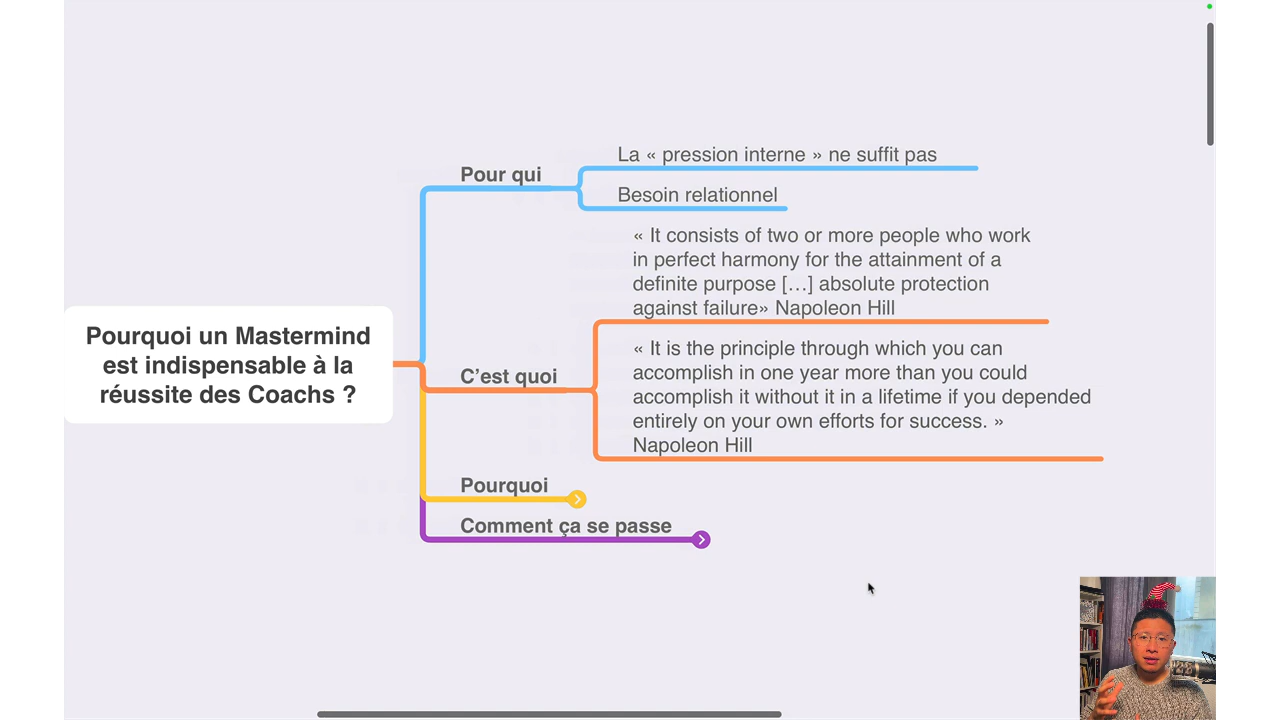 Pourquoi un Mastermind
est indispensable à la
réussite des Coachs ?
Pour qui
La « pression interne » ne suffit pas
Besoin relationnel
C’est quoi
« It consists of two or more people who work
in perfect harmony for the attainment of a
definite purpose […] absolute protection
against failure» Napoleon Hill
« It is the principle through which you can
accomplish in one year more than you could
accomplish it without it in a lifetime if you depended
entirely on your own efforts for success. »
Napoleon Hill
Pourquoi
Comment ça se passe